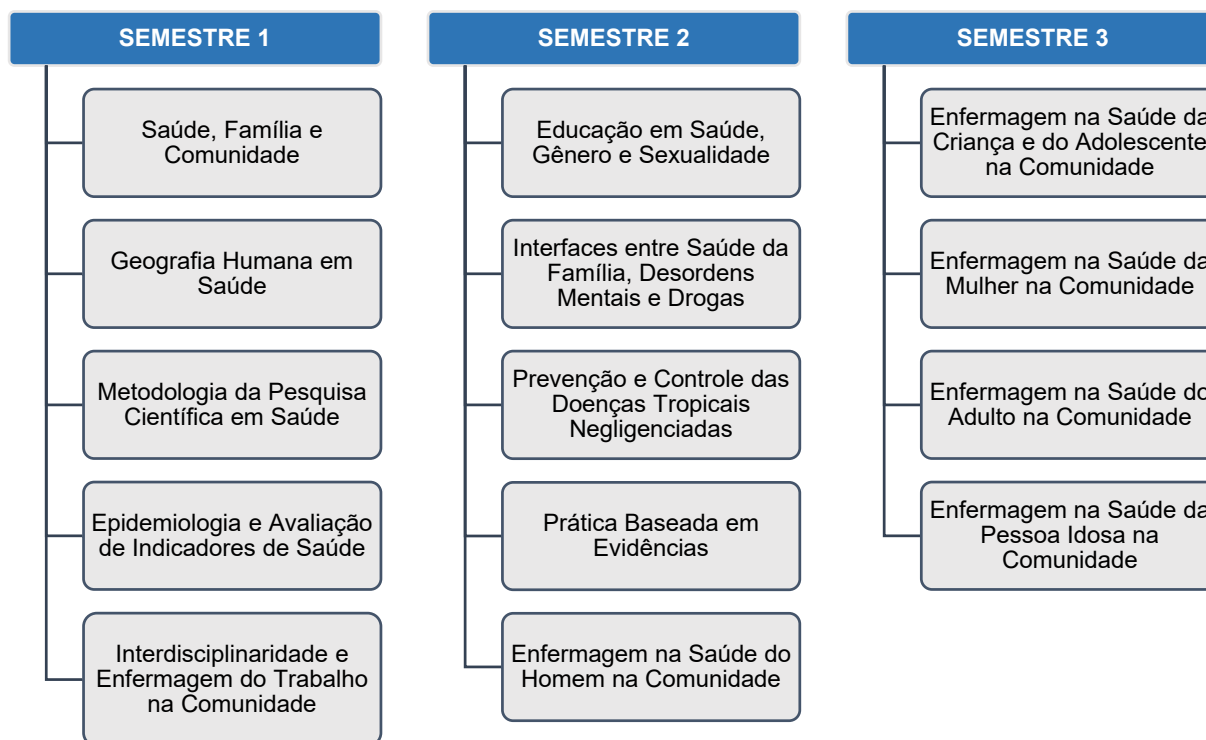 SEMESTRE 1
Saúde, Família e
Comunidade
Geografia Humana em
Saúde
Metodologia da Pesquisa
Científica em Saúde
Epidemiologia e Avaliação
de Indicadores de Saúde
Interdisciplinaridade e
Enfermagem do Trabalho
na Comunidade
SEMESTRE 2
Educação em Saúde,
Gênero e Sexualidade
Interfaces entre Saúde da
Família, Desordens
Mentais e Drogas
Prevenção e Controle das
Doenças Tropicais
Negligenciadas
Prática Baseada em
Evidências
Enfermagem na Saúde do
Homem na Comunidade
SEMESTRE 3
Enfermagem na Saúde da
Criança e do Adolescente
na Comunidade
Enfermagem na Saúde da
Mulher na Comunidade
Enfermagem na Saúde do
Adulto na Comunidade
Enfermagem na Saúde da
Pessoa Idosa na
Comunidade